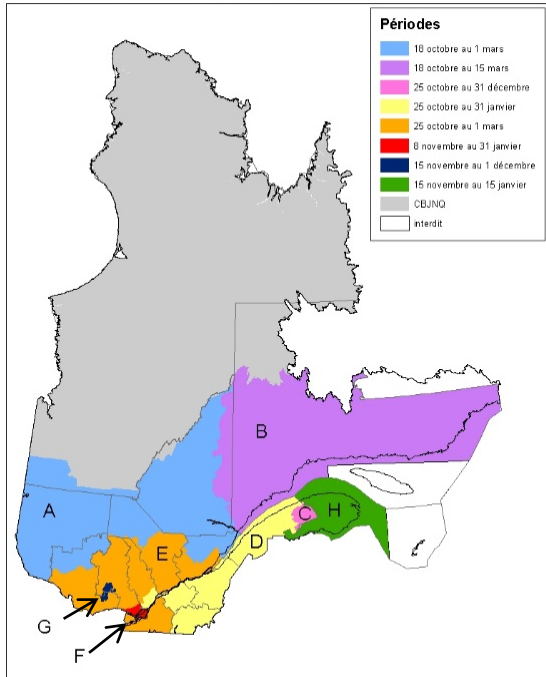 Périodes
18 octobre au 1 mars
18 octobre au 15 mars
25 octobre au 31 décembre
25 octobre au 31 janvier
25 octobre au 1 mars
8 novembre au 31 janvier
15 novembre au 1 décembre
15 novembre au 15 janvier
CBJNQ
interdit
B
A
C
H
D
E
G
F